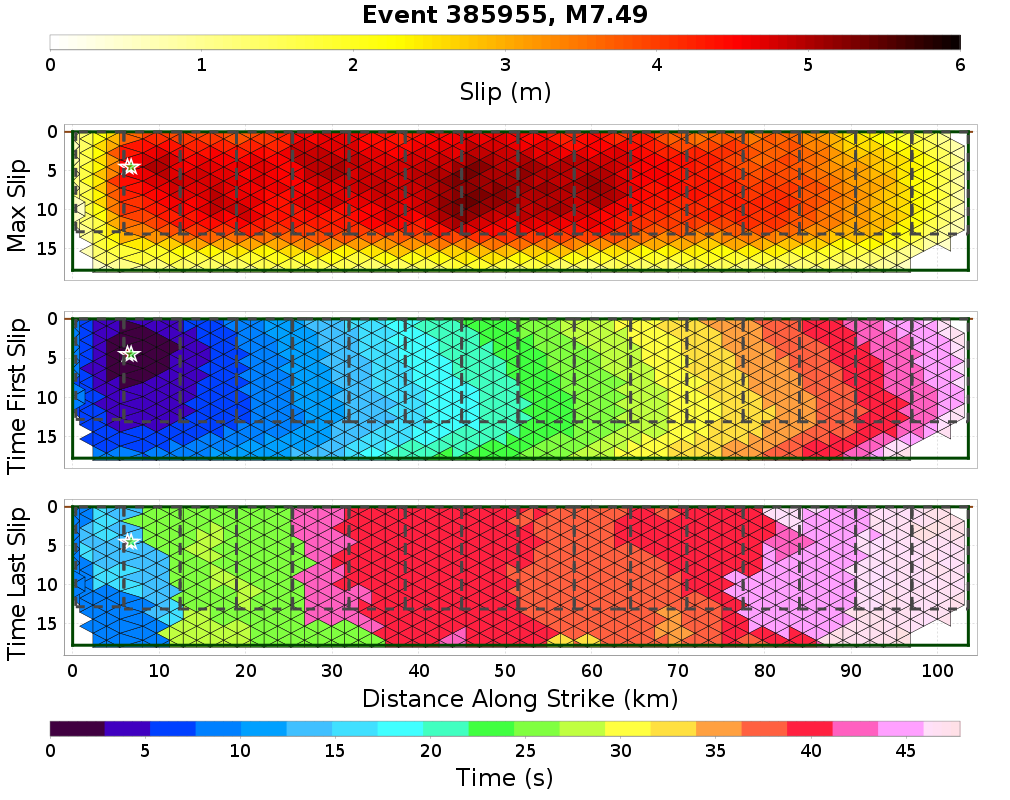 Event 385955, M7.49
0 1 2 3 4 5 6
Slip (m)
Max Slip
0
5
10
15
Time First Slip
0
5
10
15
Time Last Slip
0
5
10
15
0 10 20 30 40 50 60 70 80 90 100
Distance Along Strike (km)
0 5 10 15 20 25 30 35 40 45
Time (s)